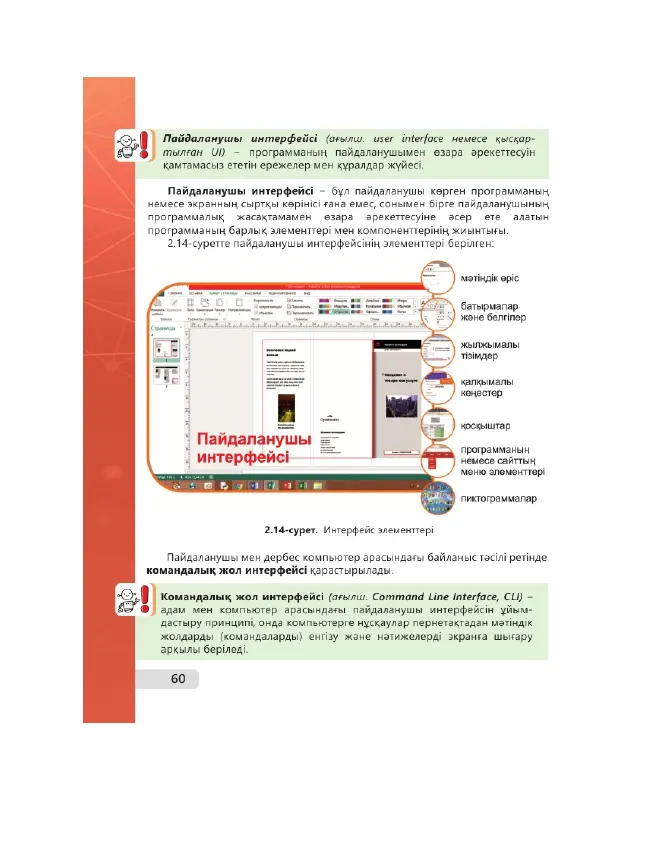 Пайдаланушы интерфейсі (ағылш. user interface немесе қысқар-
тылған UI) – программаның пайдаланушымен өзара әрекеттесуін
қамтамасыз ететін ережелер мен құралдар жүйесі.
Пайдаланушы интерфейсі – бұл пайдаланушы көрген программаның
немесе экранның сыртқы көрінісі ғана емес, сонымен бірге пайдаланушының
программалық жасақтамамен өзара әрекеттесуіне әсер ете алатын
программаның барлық элементтері мен компоненттерінің жиынтығы.
2.14-суретте пайдаланушы интерфейсінің элементтері берілген:
мәтіндік өріс
батырмалар
және белгілер
жылжымалы
тізімдер
қалқымалы
кеңестер
қосқыштар
программаның
немесе сайттың
меню элементтері
пиктограммалар
Страницы
Пайдаланушы
интерфейсі
2.14-сурет. Интерфейс элементтері
Пайдаланушы мен дербес компьютер арасындағы байланыс тәсілі ретінде
командалық жол интерфейсі қарастырылады.
Командалық жол интерфейсі (ағылш. Command Line Interface, CLI) –
адам мен компьютер арасындағы пайдаланушы интерфейсін ұйым-
дастыру принципі, онда компьютерге нұсқаулар пернетақтадан мәтіндік
жолдарды (командаларды) енгізу және нәтижелерді экранға шығару
арқылы беріледі.
60